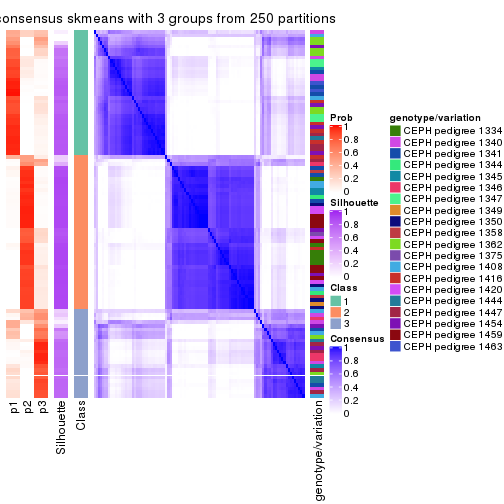 consensus skmeans with 3 groups from 250 partitions
Prob
1
0.8
0.6
0.4
0.2
0
Silhouette
1
0.8
0.6
0.4
0.2
0
Class
1
2
3
Consensus
1
0.8
0.6
0.4
0.2
0
genotype/variation
CEPH pedigree 1334
CEPH pedigree 1340
CEPH pedigree 1341
CEPH pedigree 1344
CEPH pedigree 1345
CEPH pedigree 1346
CEPH pedigree 1347
CEPH pedigree 1349
CEPH pedigree 1350
CEPH pedigree 1358
CEPH pedigree 1362
CEPH pedigree 1375
CEPH pedigree 1408
CEPH pedigree 1416
CEPH pedigree 1420
CEPH pedigree 1444
CEPH pedigree 1447
CEPH pedigree 1454
CEPH pedigree 1459
CEPH pedigree 1463
p1
p2
p3
Silhouette
Class
genotype/variation